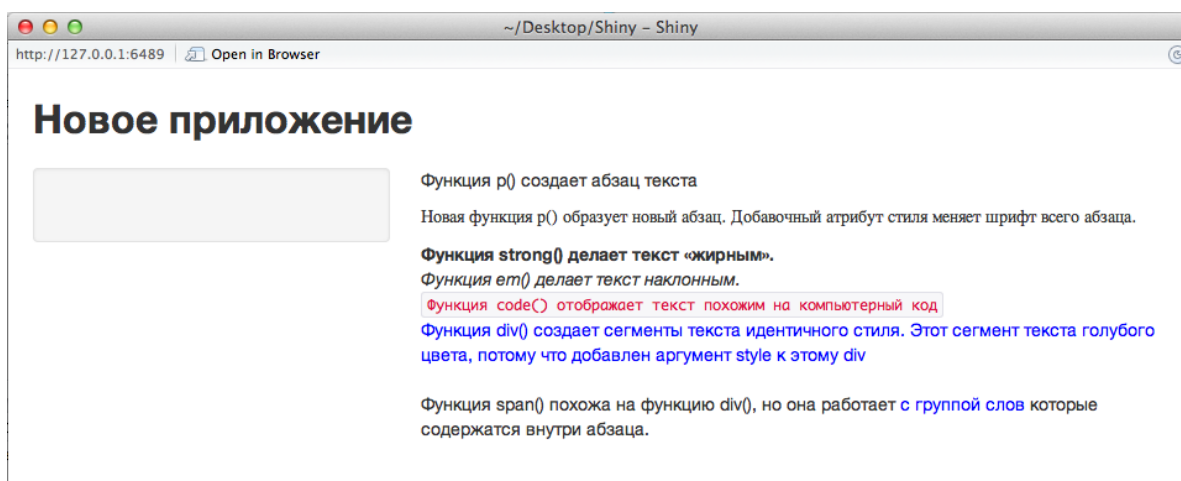 ~/Desktop/Shiny – Shiny
http://127.0.0.1:6489 Open in Browser
Новое приложение
Функция p() создает абзац текста
Новая функция p() образует новый абзац. Добавочный атрибут стиля меняет шрифт всего абзаца.
Функция strong() делает текст «жирным».
Функция em() делает текст наклонным.
Функция code() отображает текст похожим на компьютерный код
Функция div() создает сегменты текста идентичного стиля. Этот сегмент текста голубого
цвета, потому что добавлен аргумент style к этому div
Функция span() похожа на функцию div(), но она работает с группой слов которые
содержатся внутри абзаца.